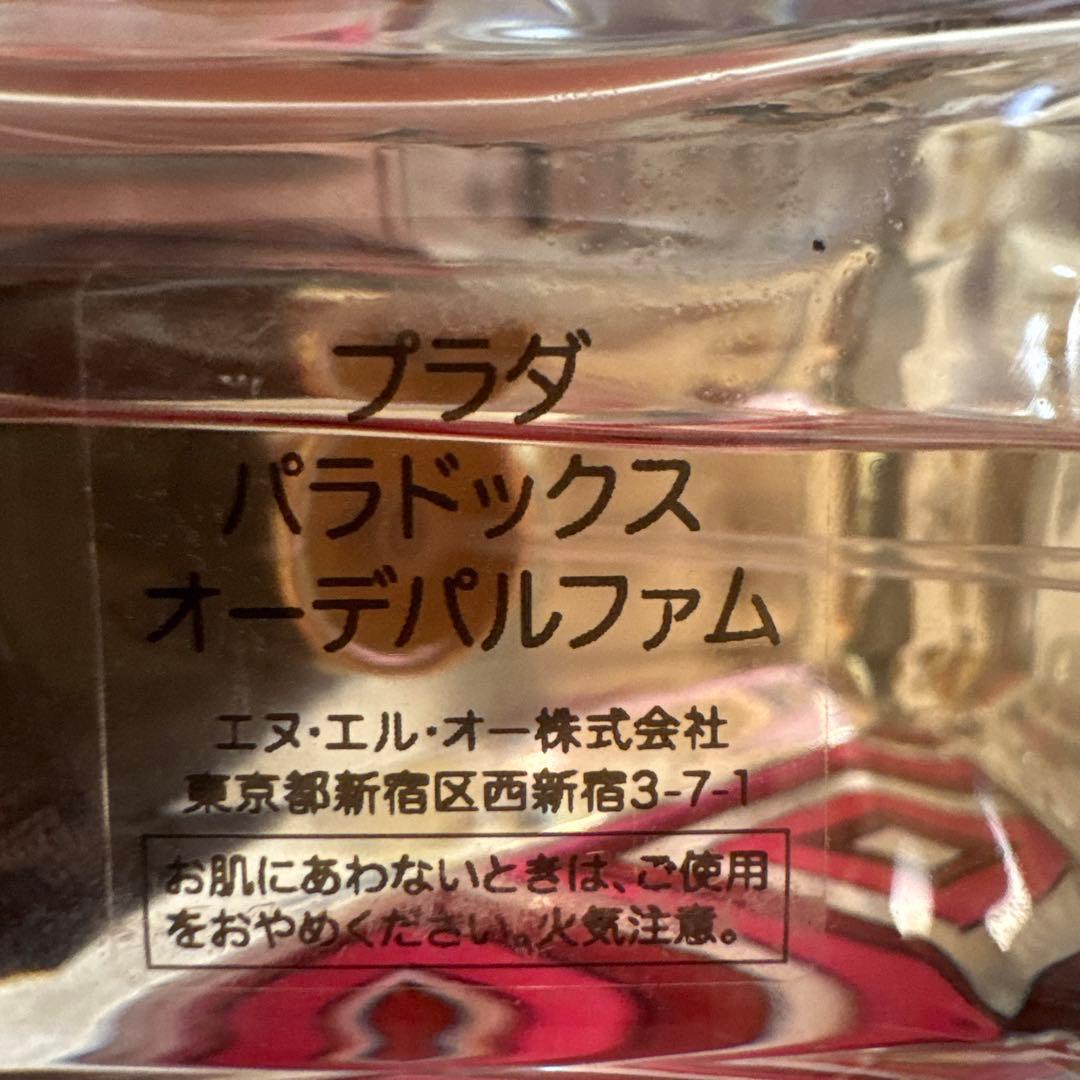 プラダ
パラドックス
オーデパルファム
エヌ・エル・オー株式会社
東京都新宿区西新宿3-7-1
お肌にあわないときは、ご使用
をおやめください。火気注意。